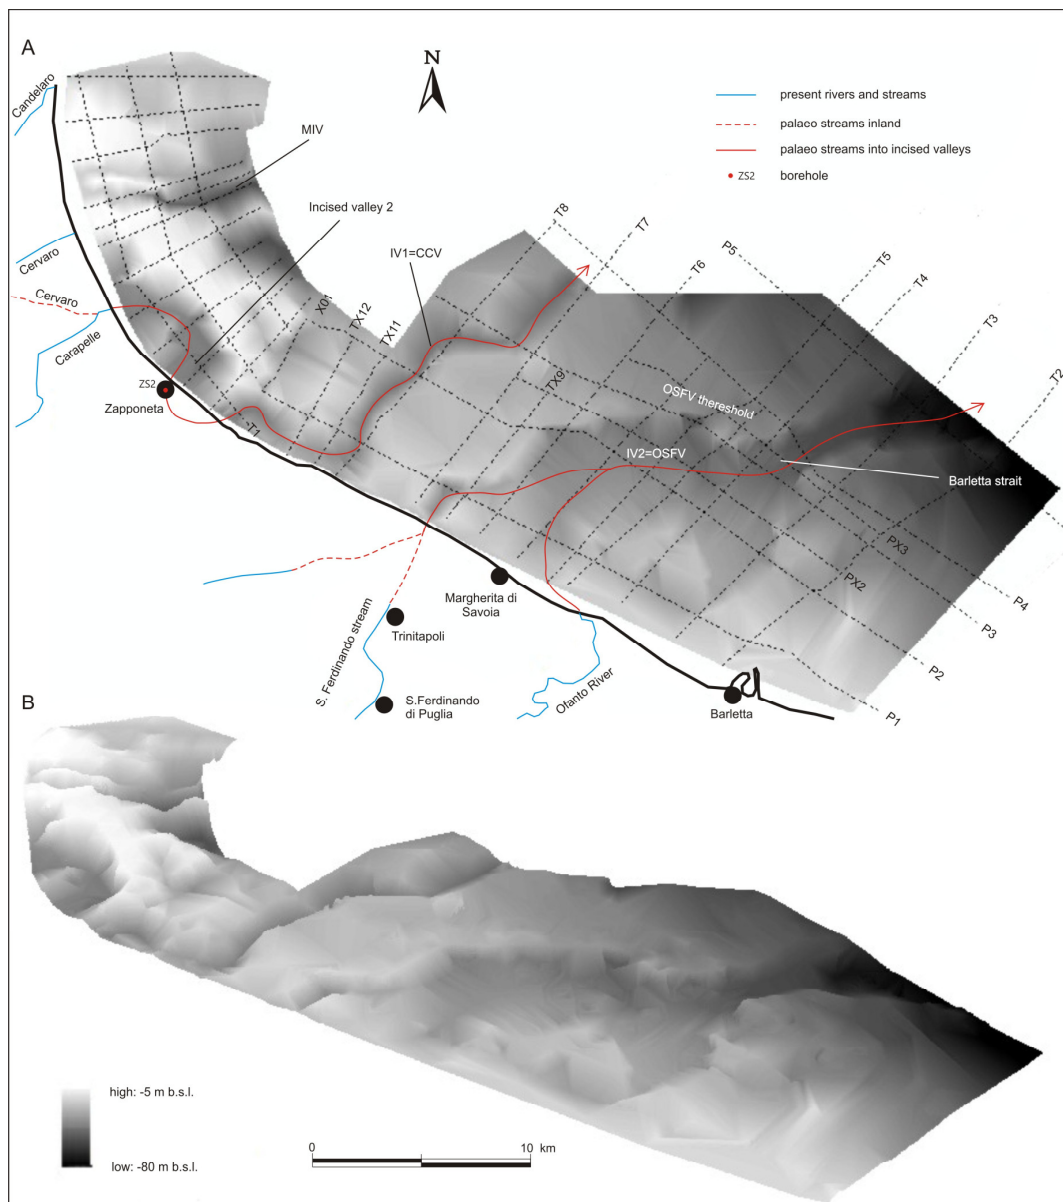 A
N
Candelaro
MIV
Incised valley 2
IV1=CCV
present rivers and streams
palaeo streams inland
palaeo streams into incised valleys
ZS2
borehole
T8
T7
T6
P5
T5
T4
T3
T2
Cervaro
Cervaro
Carapelle
X01
TX12
TX11
TX9
ZS2
Zapponeta
T1
OSFV thereshold
IV2=OSFV
Barletta strait
PX3
PX2
P4
P3
P2
P1
Margherita di
Savoia
Trinitapoli
S. Ferdinando stream
S.Ferdinando
di Puglia
Ofanto River
Barletta
B
high: -5 m b.s.l.
low: -80 m b.s.l.
0
10 km